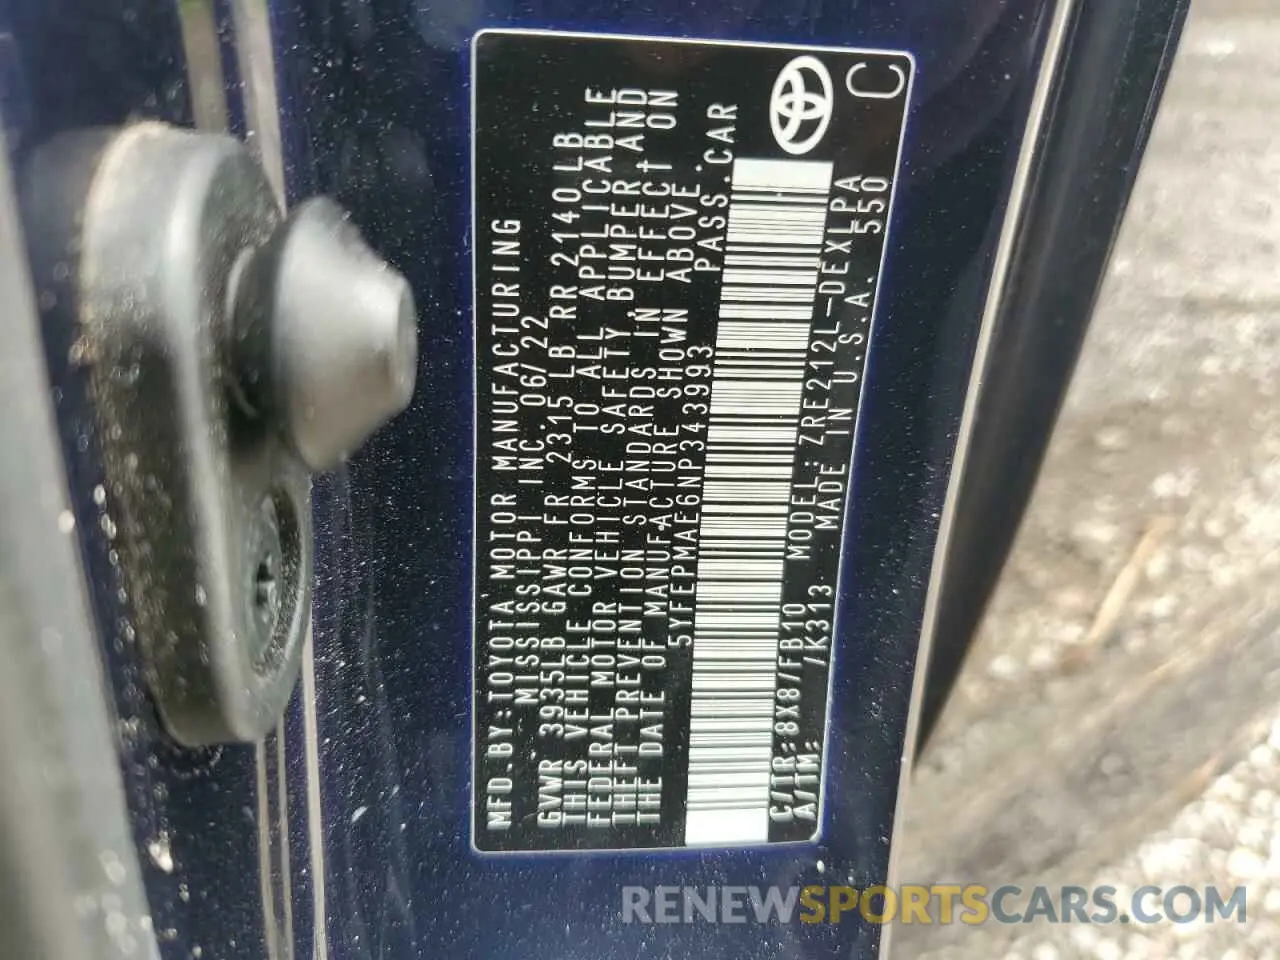 MFD.BY:TOYOTA MOTOR MANUFACTURING
MISSISSIPPI INC. 06/22
GVWR 3935LB GAWR FR 2315 LB RR 2140 LB
THIS VEHICLE CONFORMS TO ALL APPLICABLE
FEDERAL MOTOR VEHICLE SAFETY, BUMPER AND
THEFT PREVENTION STANDARDS IN EFFECT ON
THE DATE OF MANUFACTURE SHOWN ABOVE.
5YFEPMAE6NP343993 PASS.CAR
C/TR:8X8/FB10 MODEL:ZRE212L-DEXLPA
A/TM: /K313 MADE IN U.S.A. 550
C
RENEWSPORTSCARS.COM